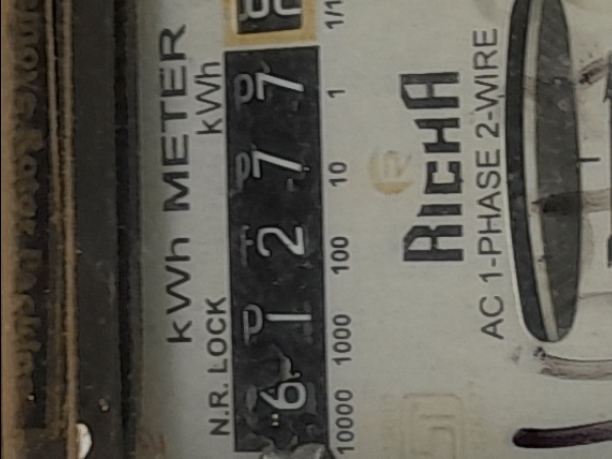 kWh METER
N.R. LOCK kWh
6 1 2 7 7
10000 1000 100 10 1 1/1
RICHA
AC 1-PHASE 2-WIRE